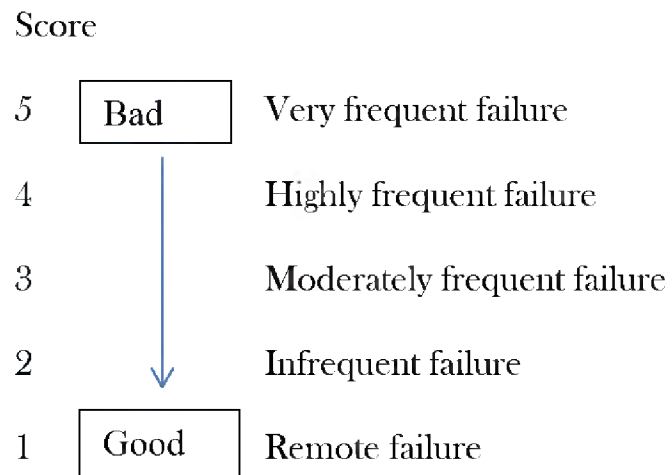 Score
5 Bad Very frequent failure
4 Highly frequent failure
3 Moderately frequent failure
2 Infrequent failure
1 Good Remote failure